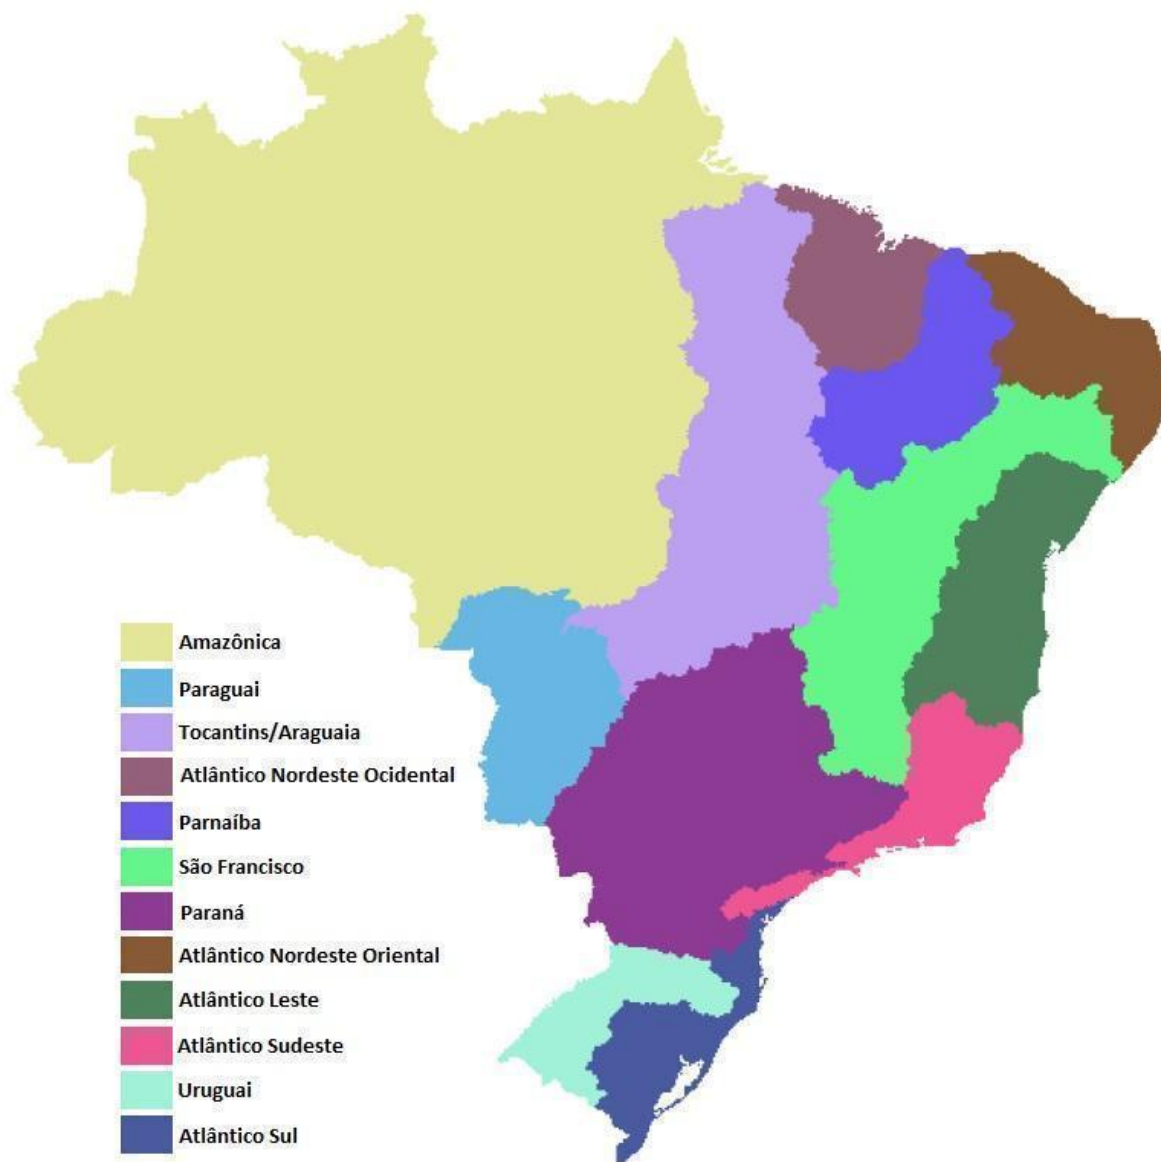 Amazônica
Paraguai
Tocantins/Araguaia
Atlântico Nordeste Ocidental
Parnaíba
São Francisco
Paraná
Atlântico Nordeste Oriental
Atlântico Leste
Atlântico Sudeste
Uruguai
Atlântico Sul